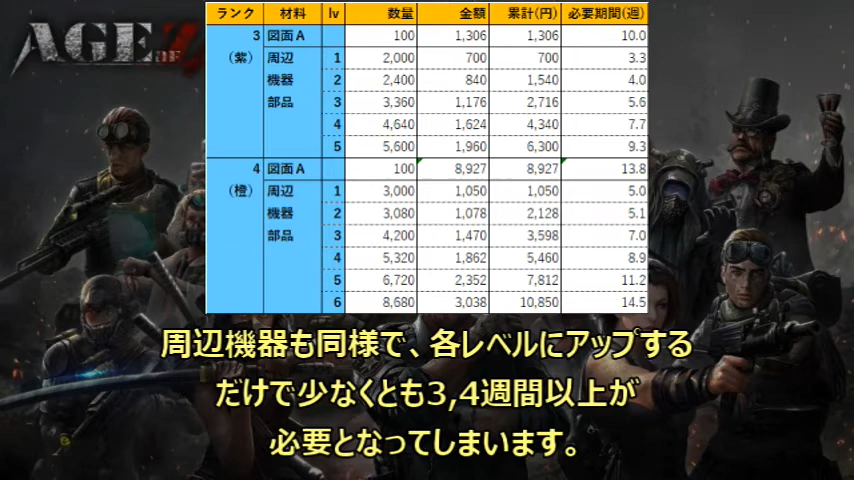 AGE OF Z
ランク 材料 lv 数量 金額 累計(円) 必要期間(週)
3 図面A 100 1,306 1,306 10.0
(紫) 周辺 1 2,000 700 700 3.3
機器 2 2,400 840 1,540 4.0
部品 3 3,360 1,176 2,716 5.6
4 4,640 1,624 4,340 7.7
5 5,600 1,960 6,300 9.3
4 図面A 100 8,927 8,927 13.8
(橙) 周辺 1 3,000 1,050 1,050 5.0
機器 2 3,080 1,078 2,128 5.1
部品 3 4,200 1,470 3,598 7.0
4 5,320 1,862 5,460 8.9
5 6,720 2,352 7,812 11.2
6 8,680 3,038 10,850 14.5
周辺機器も同様で、各レベルにアップする
だけで少なくとも3,4週間以上が
必要となってしまいます。